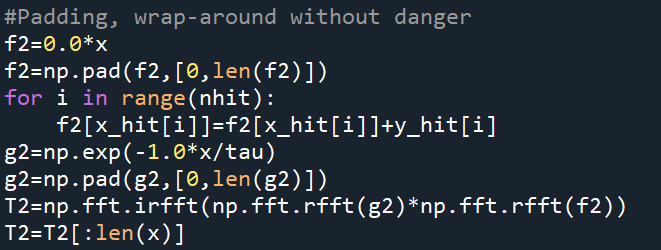 #Padding, wrap-around without danger
f2=0.0*x
f2=np.pad(f2,[0,len(f2)])
for i in range(nhit):
    f2[x_hit[i]]=f2[x_hit[i]]+y_hit[i]
g2=np.exp(-1.0*x/tau)
g2=np.pad(g2,[0,len(g2)])
T2=np.fft.irfft(np.fft.rfft(g2)*np.fft.rfft(f2))
T2=T2[:len(x)]